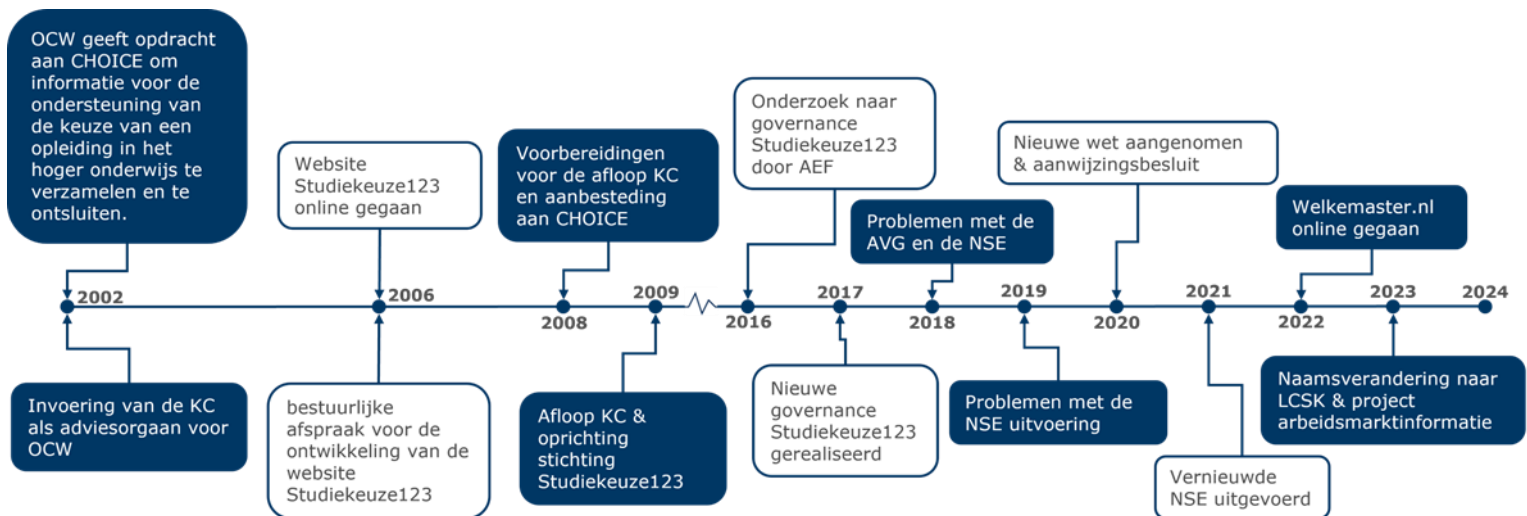 OCW geeft opdracht
aan CHOICE om
informatie voor de
ondersteuning van
de keuze van een
opleiding in het
hoger onderwijs te
verzamelen en te
ontsluiten.
Website
Studiekeuze123
online gegaan
Voorbereidingen
voor de afloop KC
en aanbesteding
aan CHOICE
Onderzoek naar
governance
Studiekeuze123
door AEF
Problemen met de
AVG en de NSE
Nieuwe wet aangenomen
& aanwijzingsbesluit
Welkemaster.nl
online gegaan
2002
2006
2008
2009
2016
2017
2018
2019
2020
2021
2022
2023
2024
Invoering van de KC
als adviesorgaan voor
OCW
bestuurlijke
afspraak voor de
ontwikkeling van de
website
Studiekeuze123
Afloop KC &
oprichting
stichting
Studiekeuze123
Nieuwe
governance
Studiekeuze123
gerealiseerd
Problemen met de
NSE uitvoering
Vernieuwde
NSE uitgevoerd
Naamsverandering naar
LCSK & project
arbeidsmarktinformatie